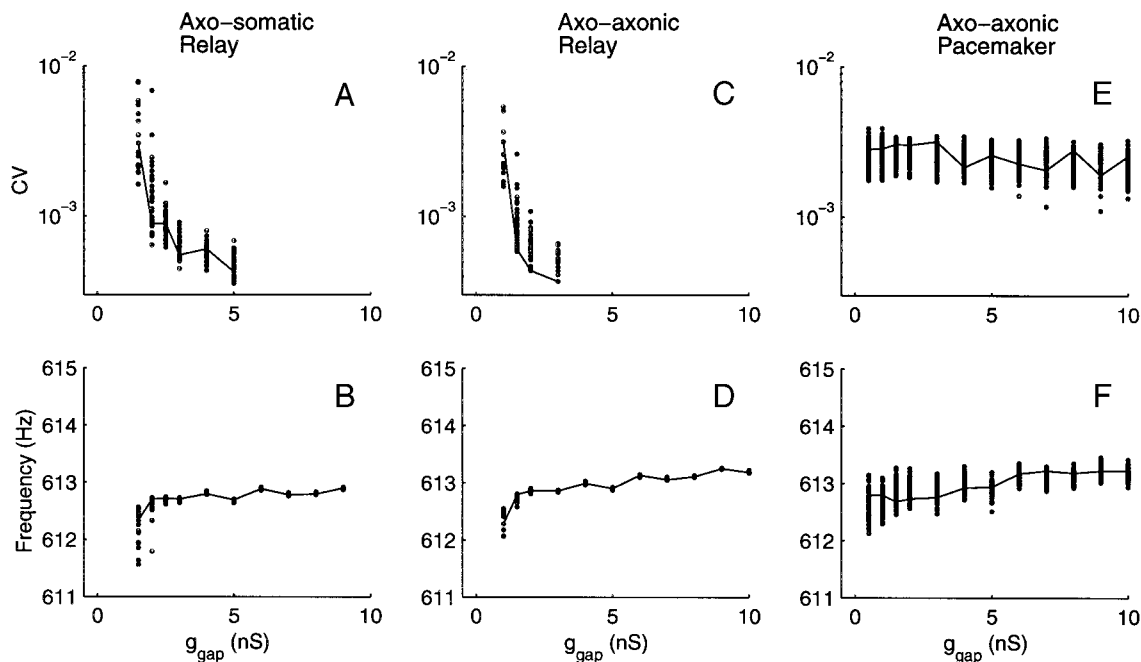 Axo−somatic
Relay
Axo−axonic
Relay
Axo−axonic
Pacemaker
A
C
E
CV
10⁻²
10⁻³
0
5
10
10⁻²
10⁻³
0
5
10
10⁻²
10⁻³
0
5
10
B
D
F
Frequency (Hz)
615
614
613
612
611
0
5
10
g_gap (nS)
615
614
613
612
611
0
5
10
g_gap (nS)
615
614
613
612
611
0
5
10
g_gap (nS)